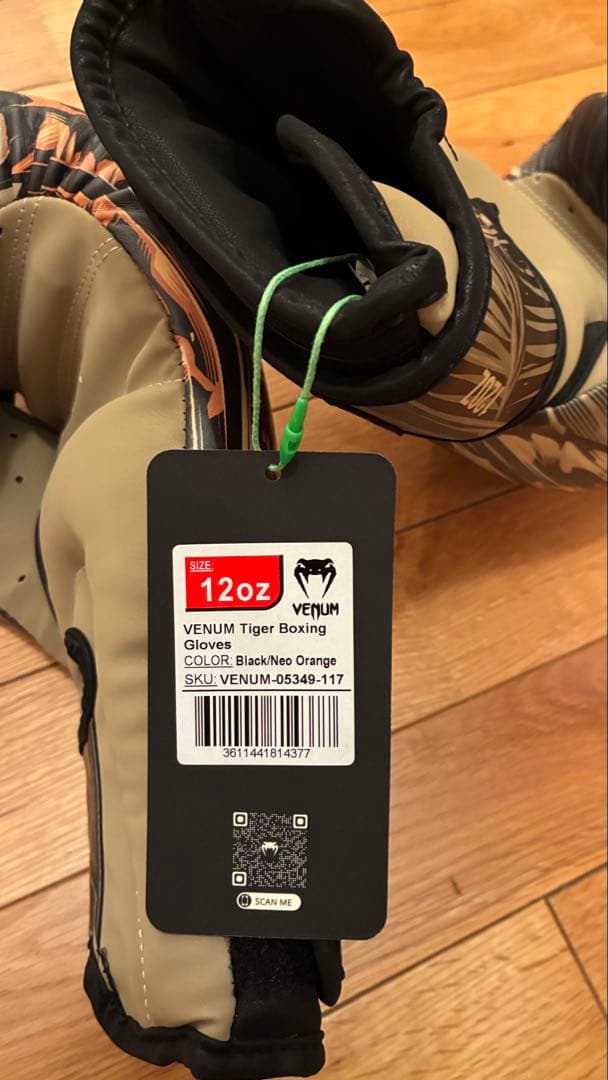 SIZE:
12oz
VENUM
VENUM Tiger Boxing
Gloves
COLOR: Black/Neo Orange
SKU: VENUM-05349-117
3611441814377
SCAN ME